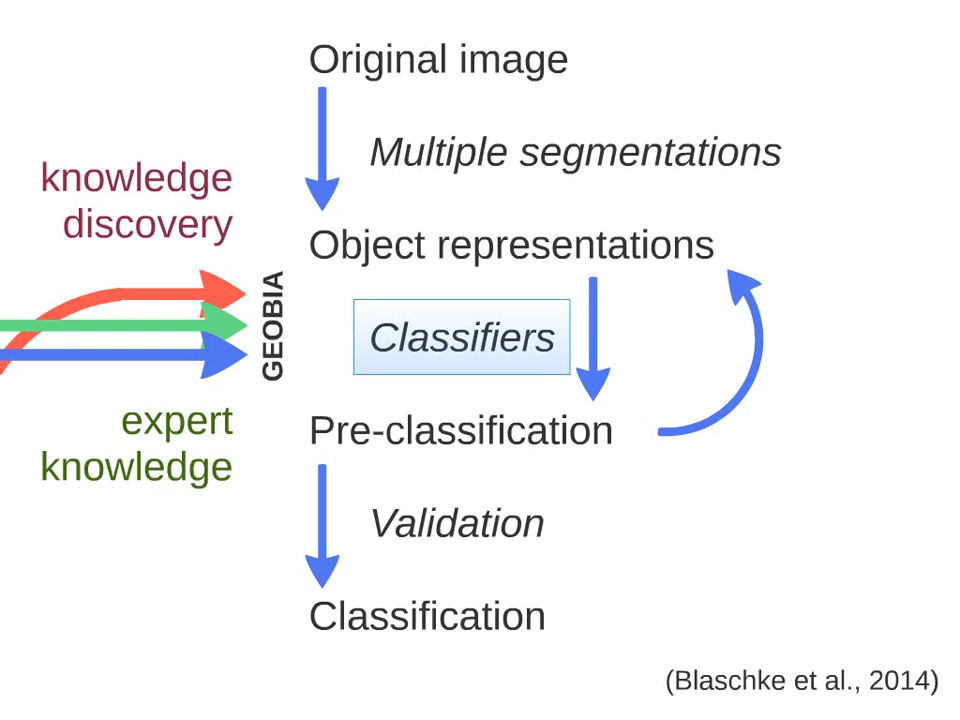 Original image
Multiple segmentations
knowledge
discovery
Object representations
GEOBIA
Classifiers
expert
knowledge
Pre-classification
Validation
Classification
(Blaschke et al., 2014)